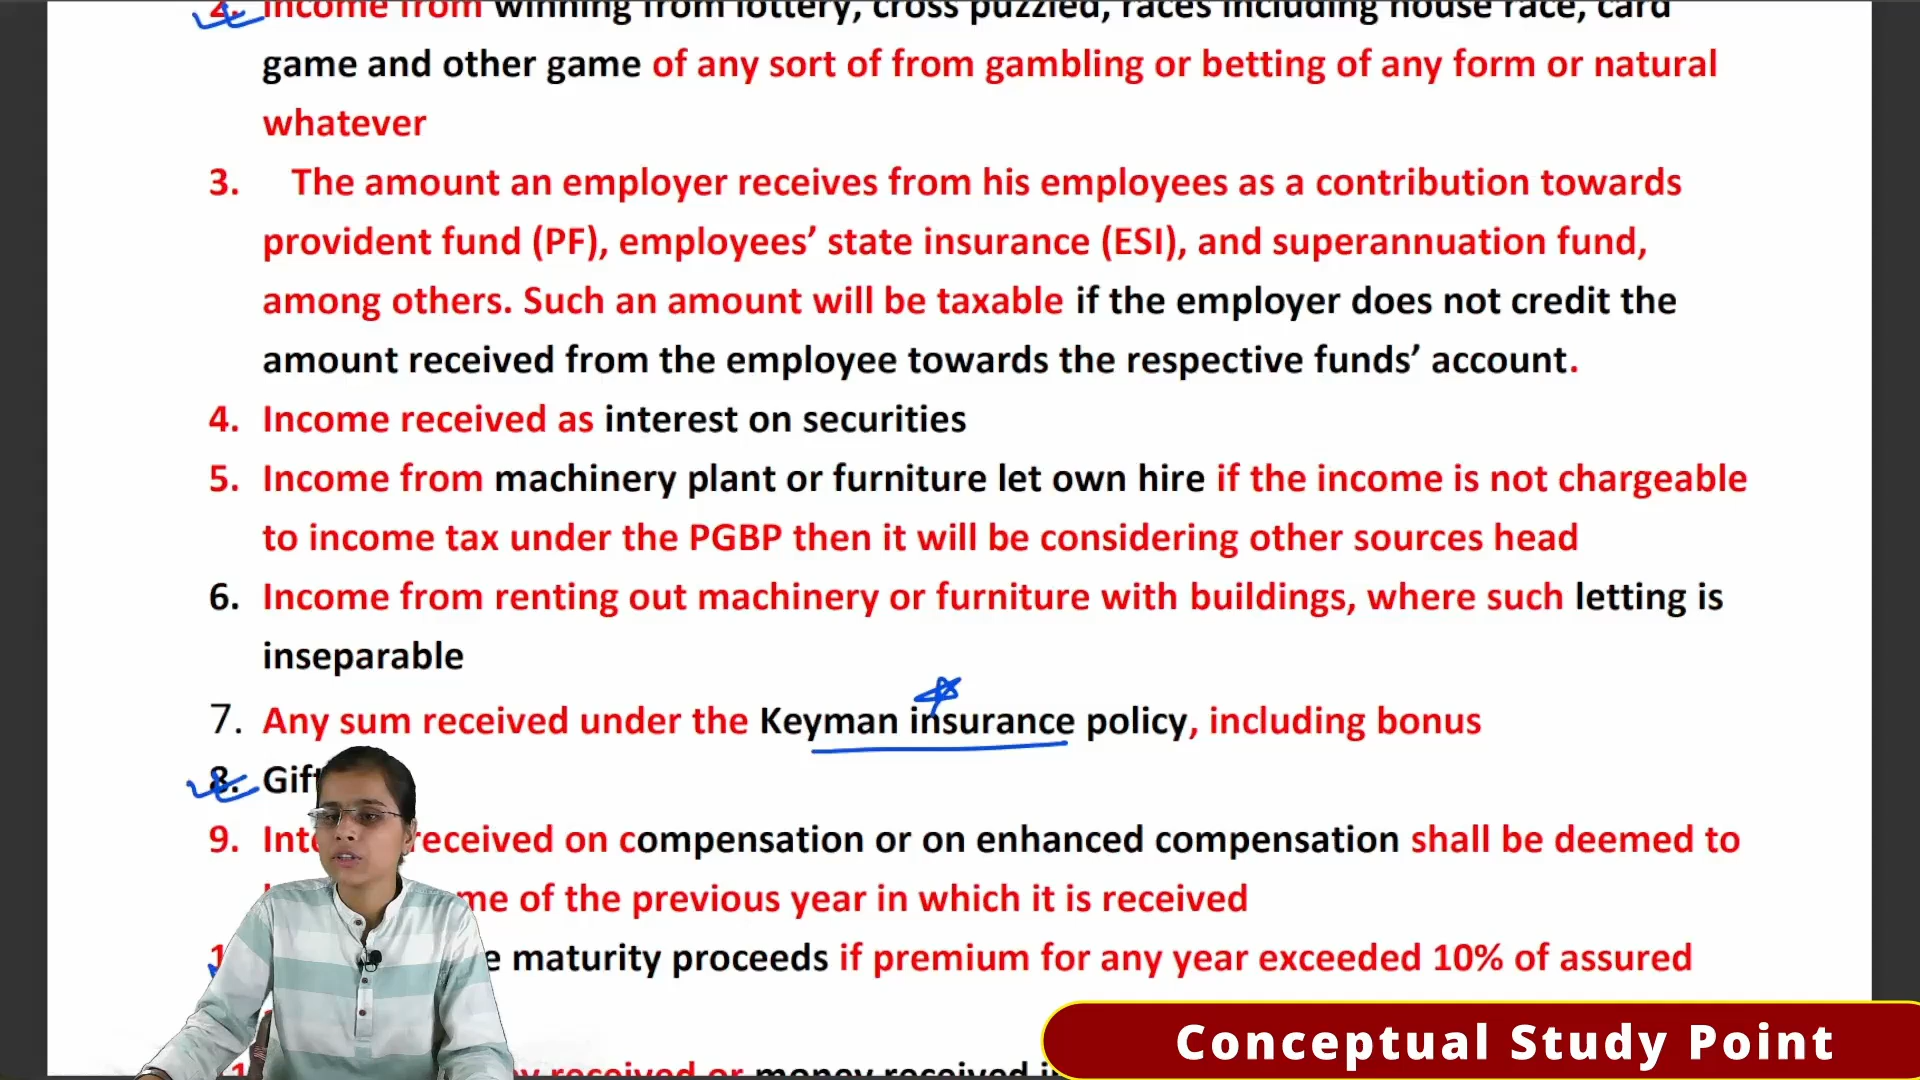 2. Income from winning from lottery, cross puzzled, races including house race, card
game and other game of any sort of from gambling or betting of any form or natural
whatever
3. The amount an employer receives from his employees as a contribution towards
provident fund (PF), employees’ state insurance (ESI), and superannuation fund,
among others. Such an amount will be taxable if the employer does not credit the
amount received from the employee towards the respective funds’ account.
4. Income received as interest on securities
5. Income from machinery plant or furniture let own hire if the income is not chargeable
to income tax under the PGBP then it will be considering other sources head
6. Income from renting out machinery or furniture with buildings, where such letting is
inseparable
7. Any sum received under the Keyman insurance policy, including bonus
8. Gif
9. received on compensation or on enhanced compensation shall be deemed to
of the previous year in which it is received
maturity proceeds if premium for any year exceeded 10% of assured
received or money received
Conceptual Study Point